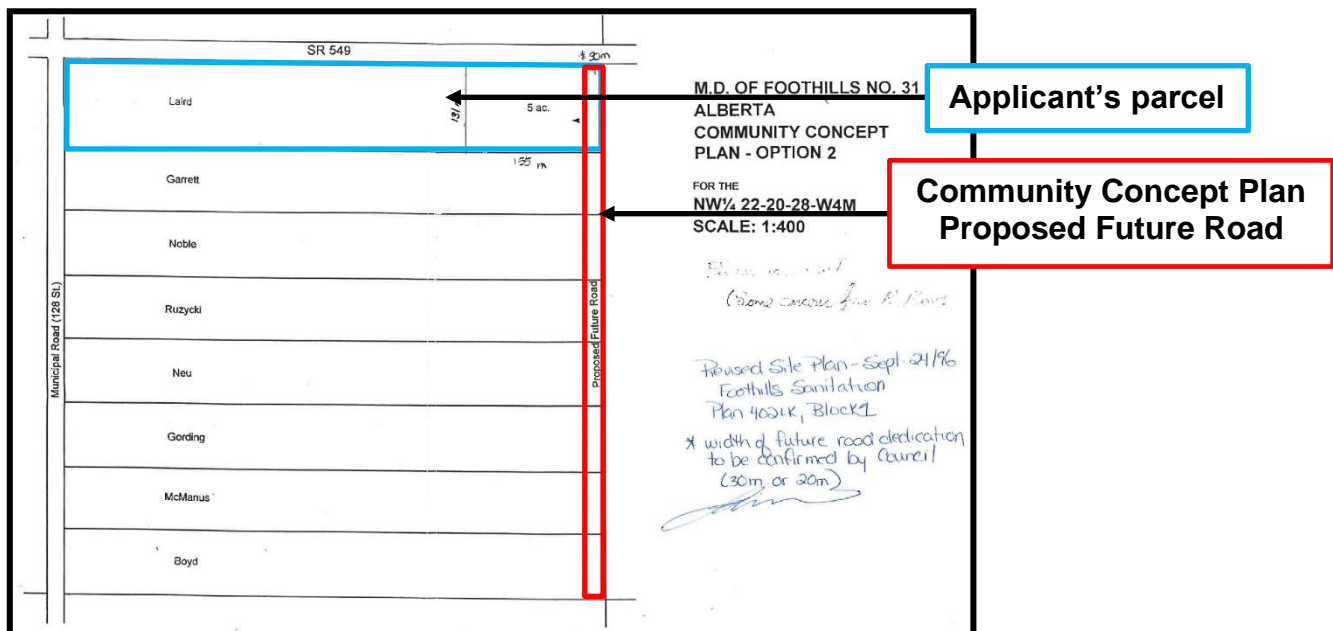 SR 549
* 30m
Laird
131
5 ac.
155 m
Garrett
Noble
Ruzycki
Neu
Gording
McManus
Boyd
Municipal Road (128 St.)
Proposed Future Road
M.D. OF FOOTHILLS NO. 31
ALBERTA
COMMUNITY CONCEPT
PLAN - OPTION 2
FOR THE
NW¼ 22-20-28-W4M
SCALE: 1:400
(Some
Revised Site Plan - Sept-24/96
Foothills Sanitation
Plan 4024K, Block 1
* width of future road dedication
to be confirmed by Council
(30m or 20m)
Applicant's parcel
Community Concept Plan
Proposed Future Road